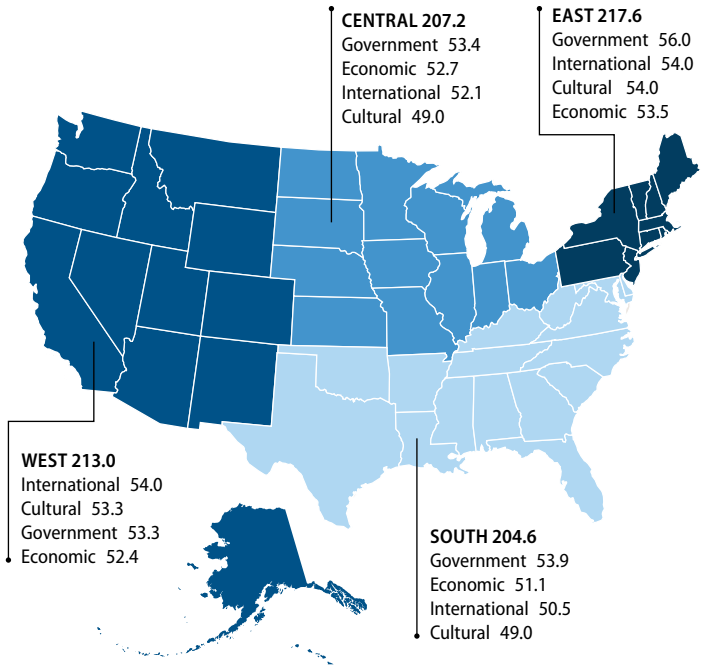 CENTRAL 207.2
Government 53.4
Economic 52.7
International 52.1
Cultural 49.0
EAST 217.6
Government 56.0
International 54.0
Cultural 54.0
Economic 53.5
WEST 213.0
International 54.0
Cultural 53.3
Government 53.3
Economic 52.4
SOUTH 204.6
Government 53.9
Economic 51.1
International 50.5
Cultural 49.0